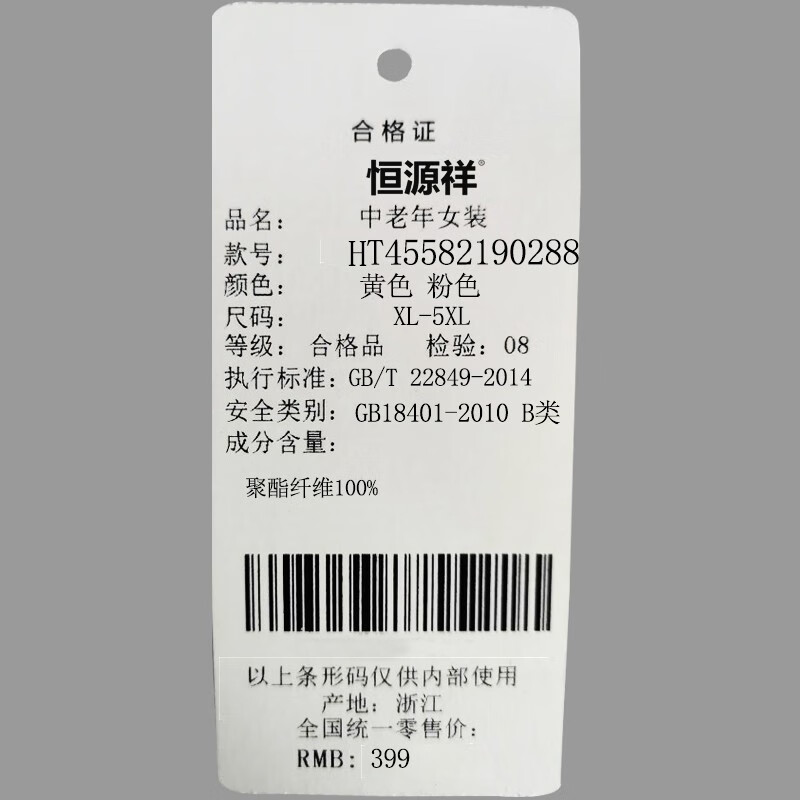 合格证
恒源祥®
品名： 中老年女装
款号： HT45582190288
颜色： 黄色 粉色
尺码： XL-5XL
等级： 合格品 检验：08
执行标准：GB/T 22849-2014
安全类别：GB18401-2010 B类
成分含量：
聚酯纤维100%
以上条形码仅供内部使用
产地：浙江
全国统一零售价：
RMB：399